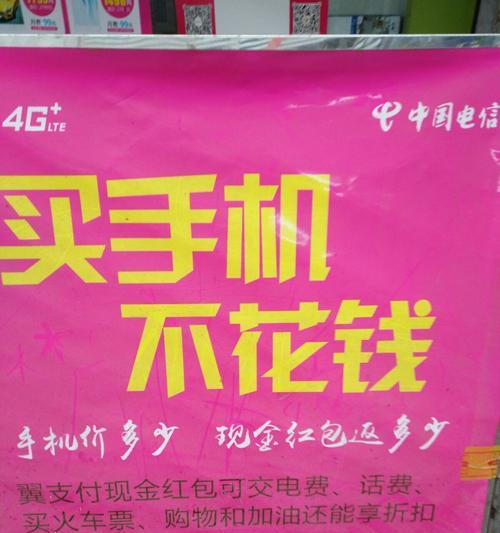 4G+ LTE 中国电信
买手机
不花钱
手机价多少 现金红包返多少
翼支付现金红包可交电费、话费、
买火车票、购物和加油还能享折扣